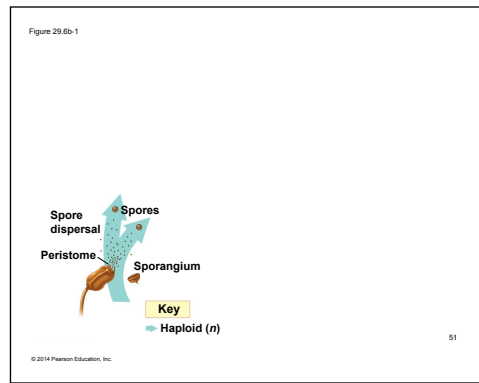 Figure 29.6b-1
Spores
Spore
dispersal
Peristome
Sporangium
Key
Haploid (n)
51
© 2014 Pearson Education, Inc.